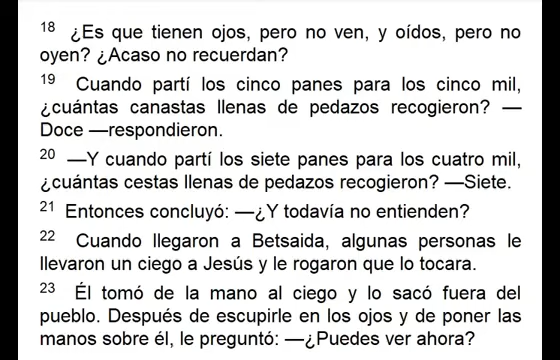 18 ¿Es que tienen ojos, pero no ven, y oídos, pero no
oyen? ¿Acaso no recuerdan?
19 Cuando partí los cinco panes para los cinco mil,
¿cuántas canastas llenas de pedazos recogieron? —
Doce —respondieron.
20 —Y cuando partí los siete panes para los cuatro mil,
¿cuántas cestas llenas de pedazos recogieron? —Siete.
21 Entonces concluyó: —¿Y todavía no entienden?
22 Cuando llegaron a Betsaida, algunas personas le
llevaron un ciego a Jesús y le rogaron que lo tocara.
23 Él tomó de la mano al ciego y lo sacó fuera del
pueblo. Después de escupirle en los ojos y de poner las
manos sobre él, le preguntó: —¿Puedes ver ahora?